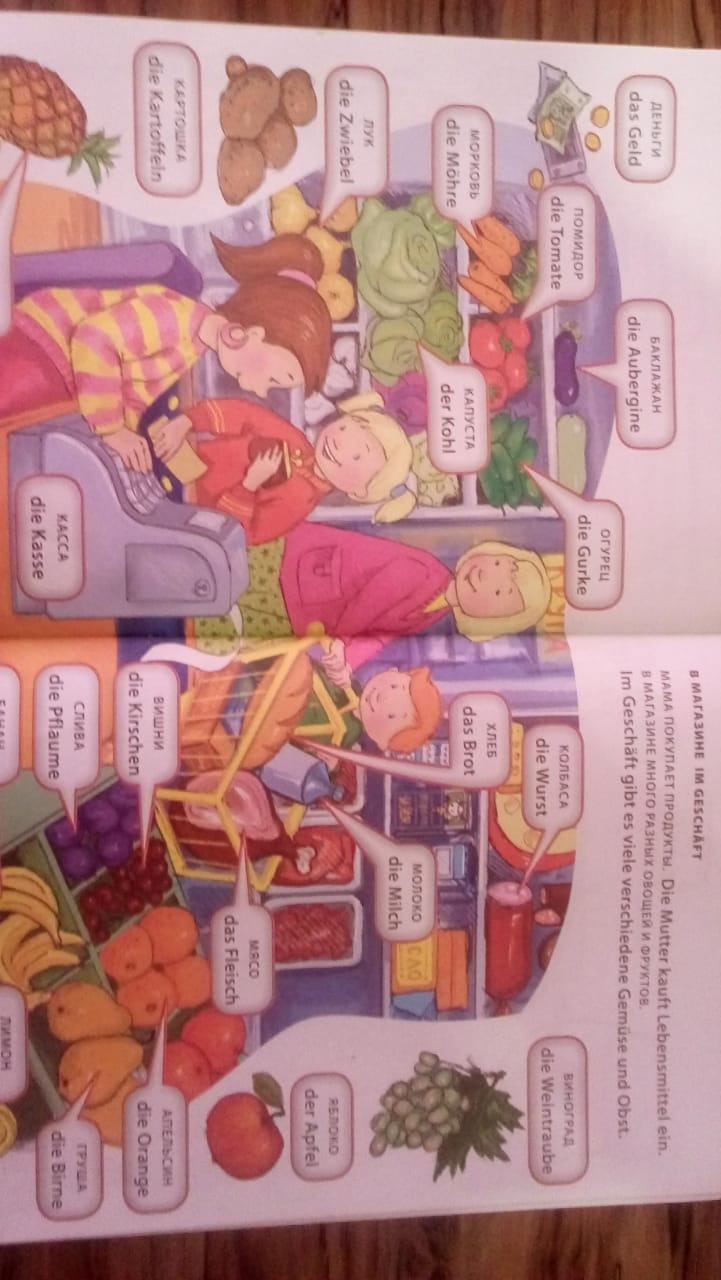 В МАГАЗИНЕ IM GESCHÄFT
МАМА ПОКУПАЕТ ПРОДУКТЫ. Die Mutter kauft Lebensmittel ein.
В МАГАЗИНЕ МНОГО РАЗНЫХ ОВОЩЕЙ И ФРУКТОВ.
Im Geschäft gibt es viele verschiedene Gemüse und Obst.
ДЕНЬГИ
das Geld
БАКЛАЖАН
die Aubergine
ОГУРЕЦ
die Gurke
ПОМИДОР
die Tomate
МОРКОВЬ
die Möhre
КАПУСТА
der Kohl
ЛУК
die Zwiebel
КАРТОШКА
die Kartoffeln
КАССА
die Kasse
КОЛБАСА
die Wurst
ХЛЕБ
das Brot
МОЛОКО
die Milch
МЯСО
das Fleisch
ВИШНИ
die Kirschen
СЛИВА
die Pflaume
ВИНОГРАД
die Weintraube
ЯБЛОКО
der Apfel
АПЕЛЬСИН
die Orange
ГРУША
die Birne
ЛИМОН